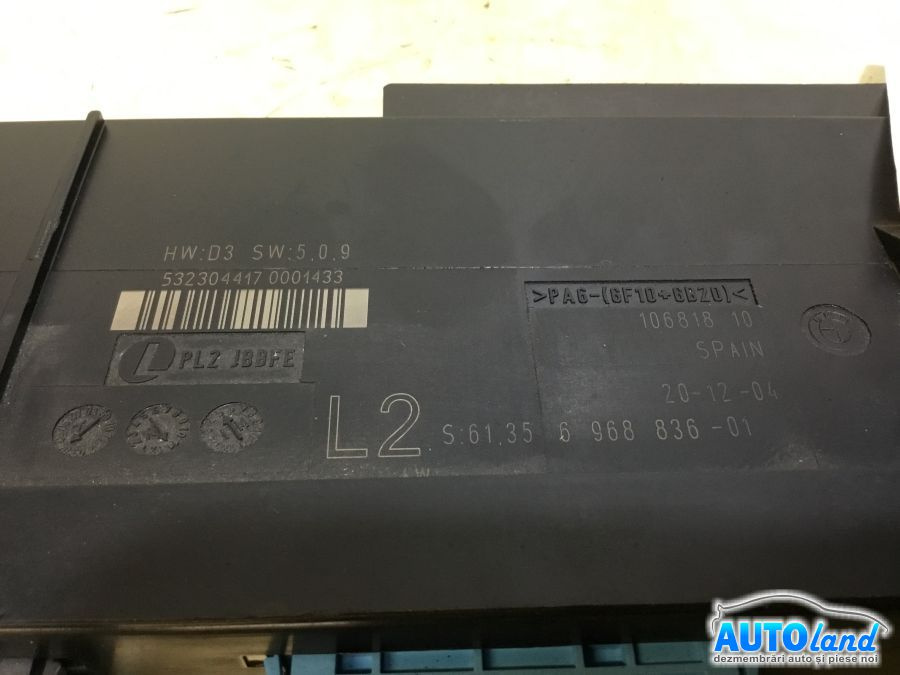 HW:D3 SW:5.0.9
532304417 0001433
>PA6-(GF10+GB20)<
106818 10
PL2 JBBFE
SPAIN
20-12-04
L2 S:61.35 6 968 836-01
AUTOland
dezmembrări auto și piese noi